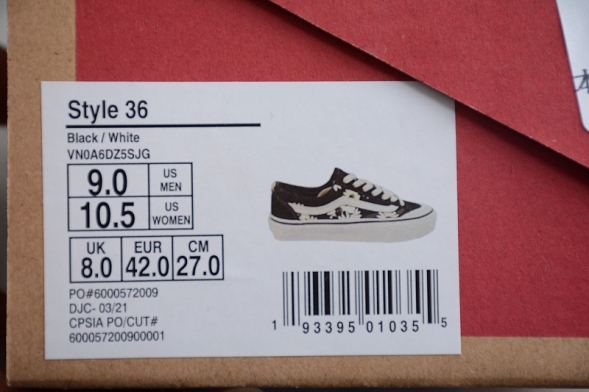 Style 36
Black / White
VN0A6DZ5SJG
9.0 US MEN
10.5 US WOMEN
UK EUR CM
8.0 42.0 27.0
PO#6000572009
DJC- 03/21
CPSIA PO/CUT#
600057200900001
1 93395 01035 5